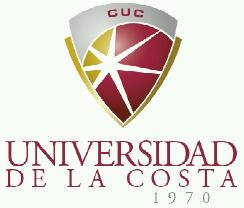 CUC
UNIVERSIDAD
DE LA COSTA
1970